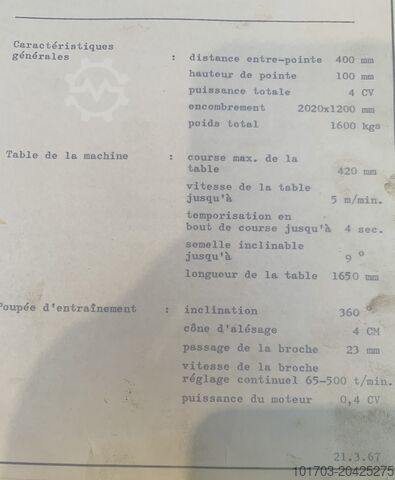 Caractéristiques
générales : distance entre-pointe 400 mm
hauteur de pointe 100 mm
puissance totale 4 CV
encombrement 2020x1200 mm
poids total 1600 kgs
Table de la machine : course max. de la
table 420 mm
vitesse de la table
jusqu'à 5 m/min.
temporisation en
bout de course jusqu'à 4 sec.
semelle inclinable
jusqu'à 9 °
longueur de la table 1650 mm
Poupée d'entraînement : inclination 360 °
cône d'alésage 4 CM
passage de la broche 23 mm
vitesse de la broche
réglage continuel 65-500 t/min.
puissance du moteur 0,4 CV
21.3.67
101703-20425275